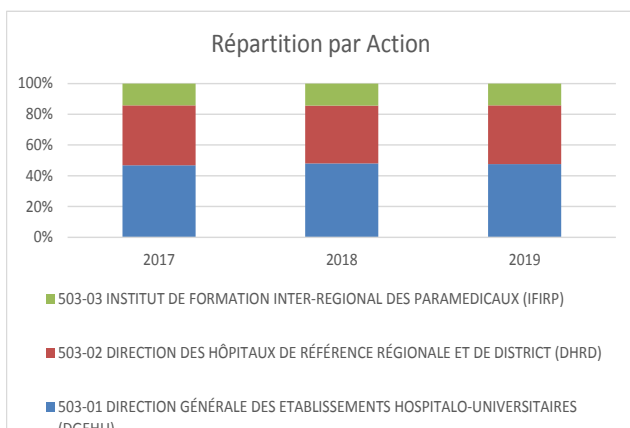 Répartition par Action
100%
80%
60%
40%
20%
0%
2017 2018 2019
503-03 INSTITUT DE FORMATION INTER-REGIONAL DES PARAMEDICAUX (IFIRP)
503-02 DIRECTION DES HÔPITAUX DE RÉFÉRENCE RÉGIONALE ET DE DISTRICT (DHRD)
503-01 DIRECTION GÉNÉRALE DES ETABLISSEMENTS HOSPITALO-UNIVERSITAIRES
(DGEHU)